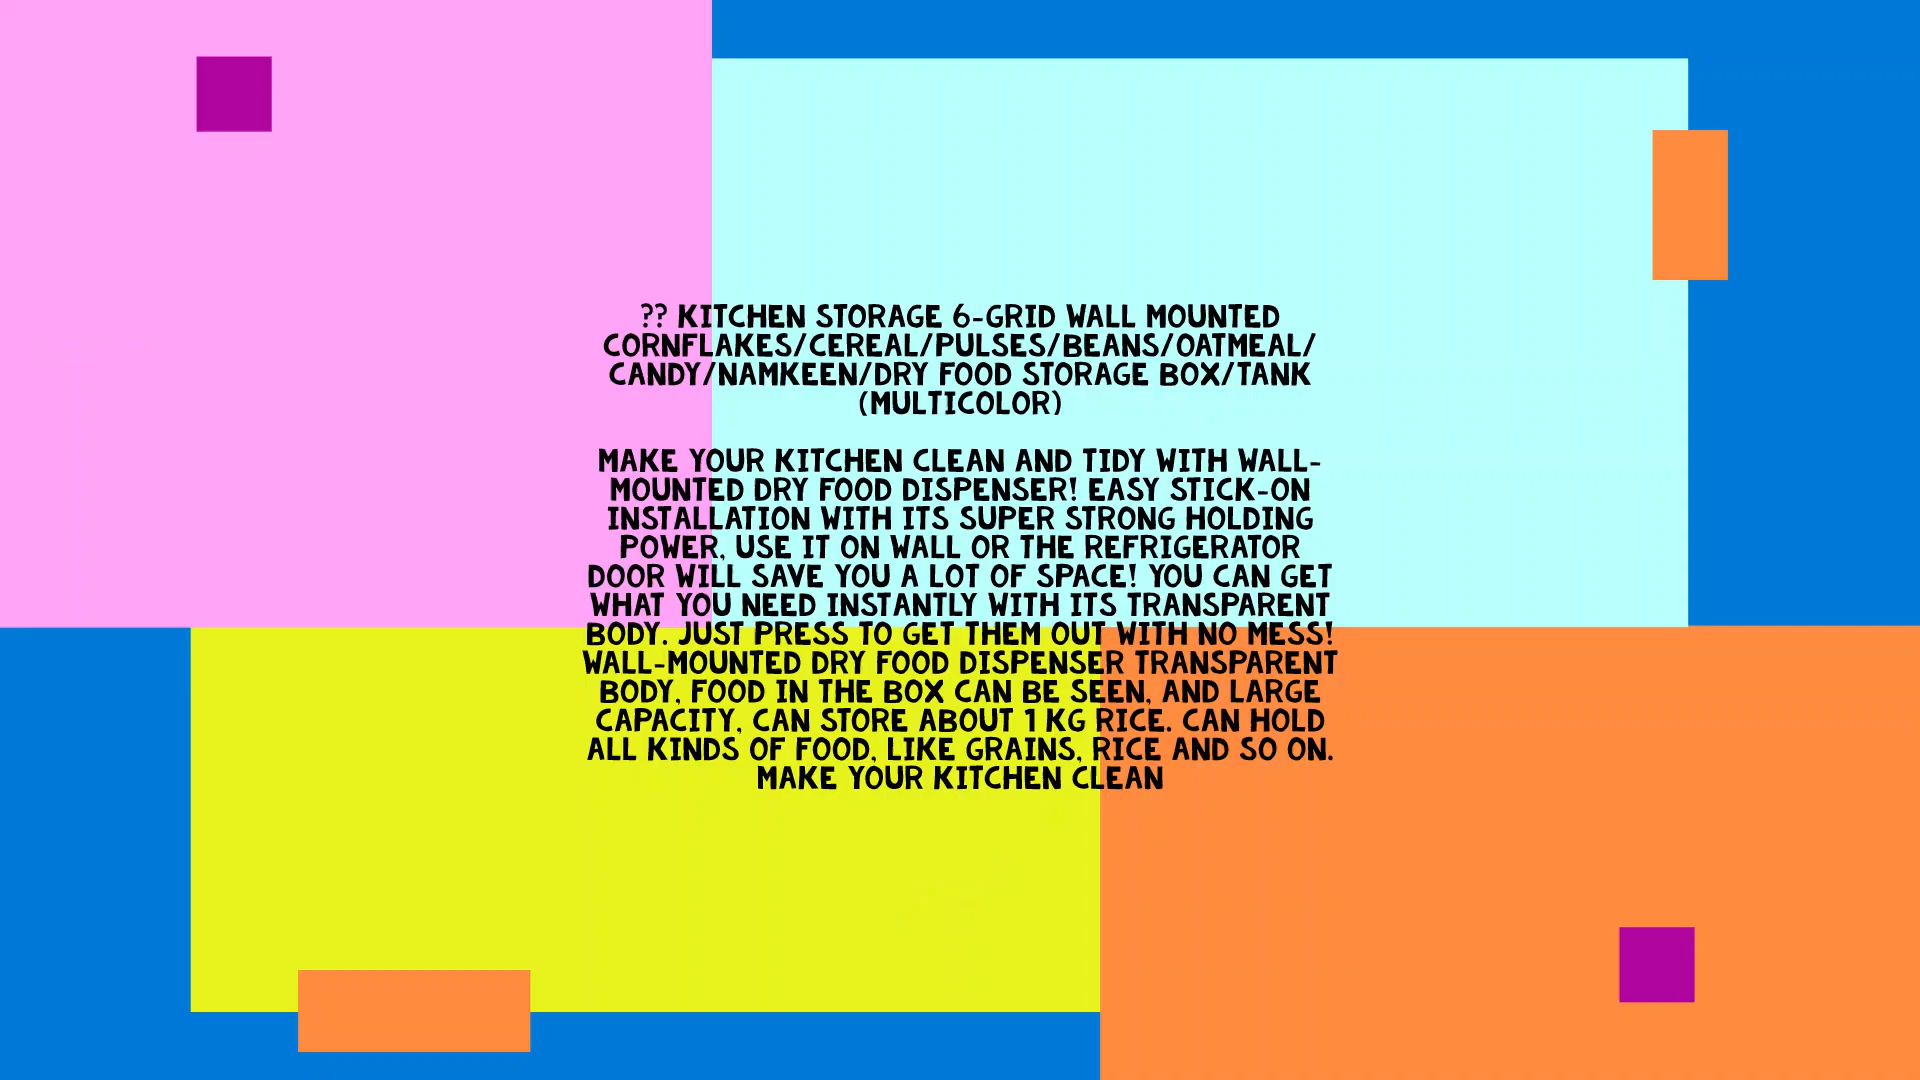 ?? KITCHEN STORAGE 6-GRID WALL MOUNTED
CORNFLAKES/CEREAL/PULSES/BEANS/OATMEAL/
CANDY/NAMKEEN/DRY FOOD STORAGE BOX/TANK
(MULTICOLOR)
MAKE YOUR KITCHEN CLEAN AND TIDY WITH WALL-
MOUNTED DRY FOOD DISPENSER! EASY STICK-ON
INSTALLATION WITH ITS SUPER STRONG HOLDING
POWER, USE IT ON WALL OR THE REFRIGERATOR
DOOR WILL SAVE YOU A LOT OF SPACE! YOU CAN GET
WHAT YOU NEED INSTANTLY WITH ITS TRANSPARENT
BODY. JUST PRESS TO GET THEM OUT WITH NO MESS!
WALL-MOUNTED DRY FOOD DISPENSER TRANSPARENT
BODY, FOOD IN THE BOX CAN BE SEEN, AND LARGE
CAPACITY, CAN STORE ABOUT 1 KG RICE. CAN HOLD
ALL KINDS OF FOOD, LIKE GRAINS, RICE AND SO ON.
MAKE YOUR KITCHEN CLEAN